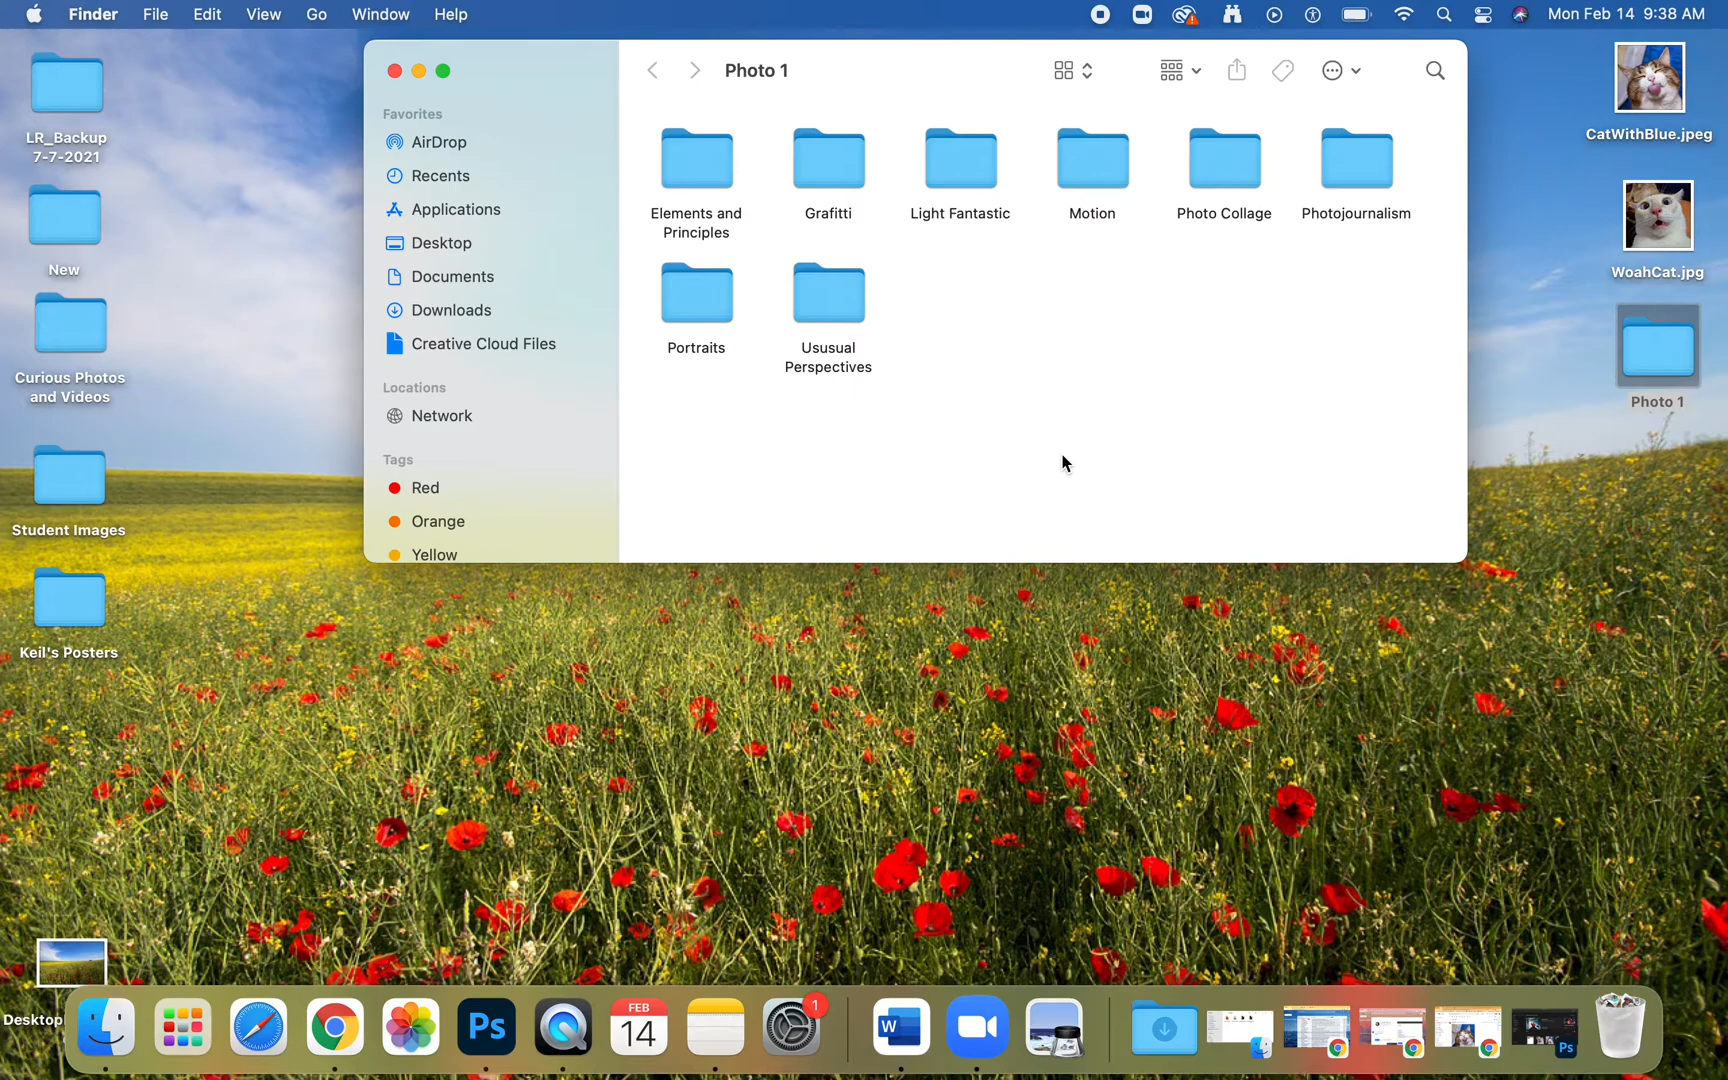 Finder File Edit View Go Window Help
Mon Feb 14 9:38 AM
LR_Backup
7-7-2021
New
Curious Photos
and Videos
Student Images
Keil's Posters
Desktop
Favorites
AirDrop
Recents
Applications
Desktop
Documents
Downloads
Creative Cloud Files
Locations
Network
Tags
Red
Orange
Yellow
Photo 1
Elements and
Principles
Grafitti
Light Fantastic
Motion
Photo Collage
Photojournalism
Portraits
Ususual
Perspectives
CatWithBlue.jpeg
WoahCat.jpg
Photo 1
Ps
FEB
14
1
W
Ps